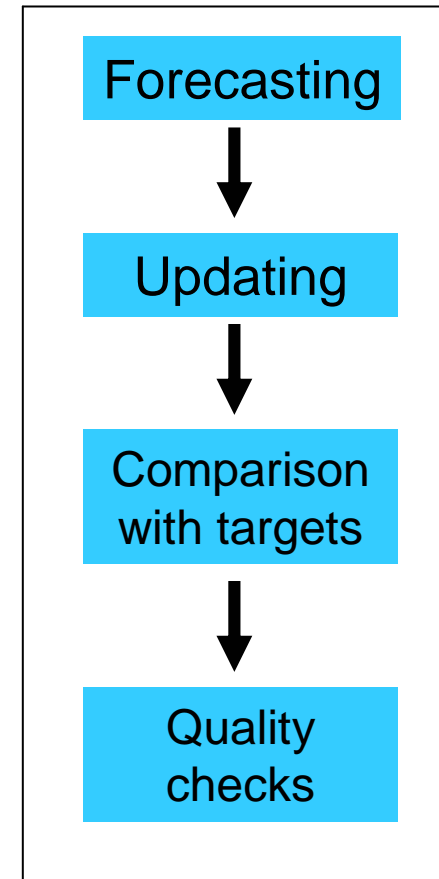 Forecasting
Updating
Comparison
with targets
Quality
checks